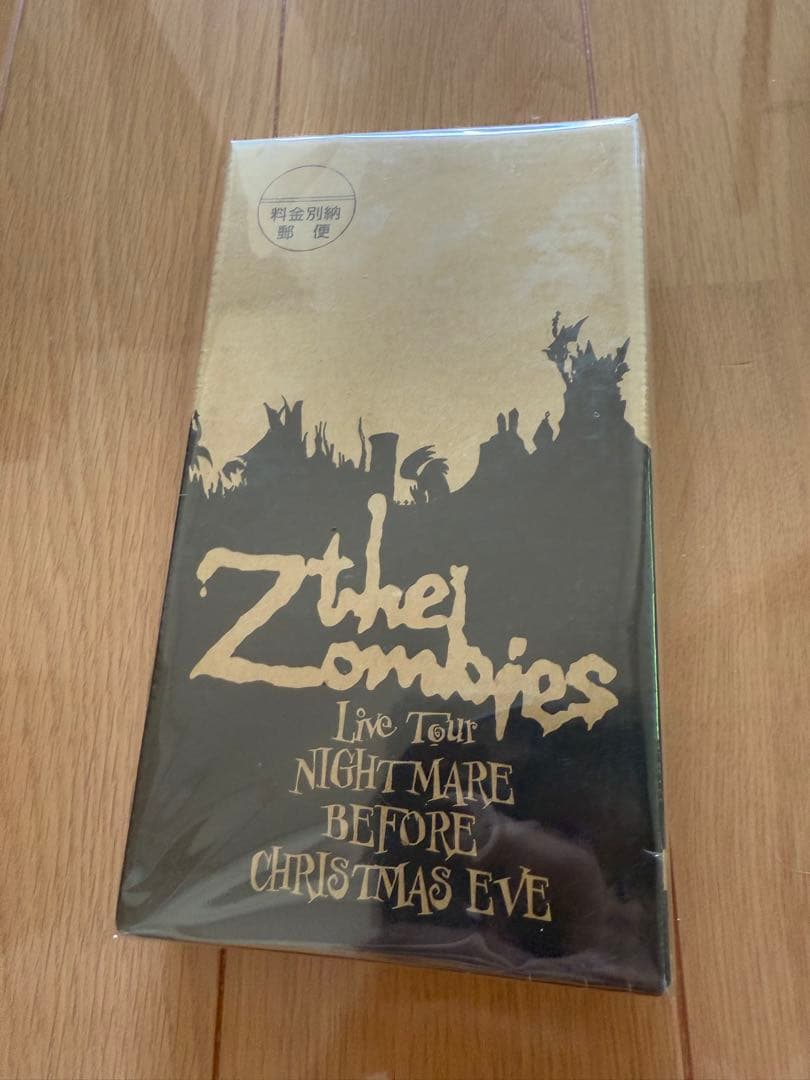 料金別納
郵便
the
Zombies
Live Tour
NIGHTMARE
BEFORE
CHRISTMAS EVE